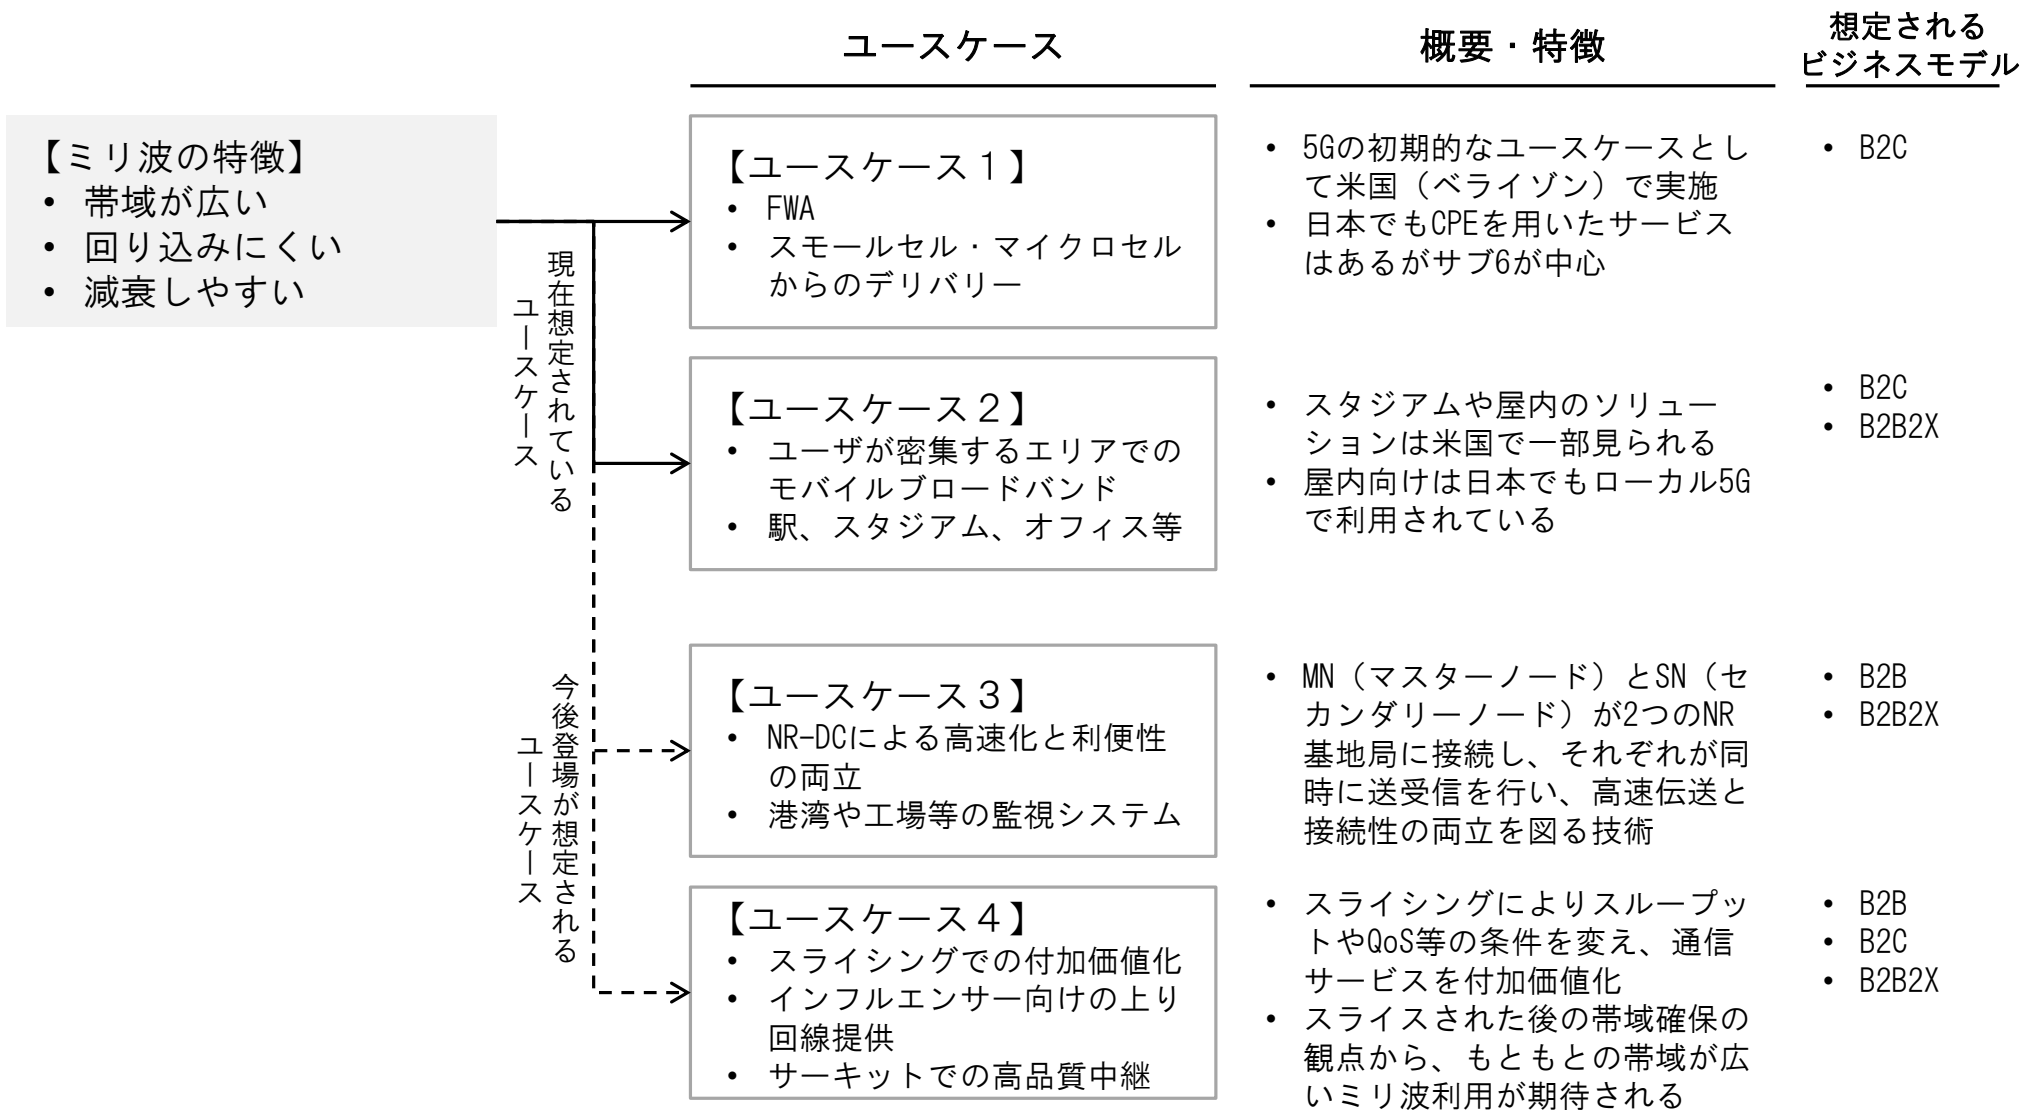 ユースケース
概要・特徴
想定される
ビジネスモデル
【ミリ波の特徴】
• 帯域が広い
• 回り込みにくい
• 減衰しやすい
現在想定されている
ユースケース
今後登場が想定される
ユースケース
【ユースケース１】
• FWA
• スモールセル・マイクロセル
からのデリバリー
• 5Gの初期的なユースケースとし
て米国（ベライゾン）で実施
• 日本でもCPEを用いたサービス
はあるがサブ6が中心
• B2C
【ユースケース２】
• ユーザが密集するエリアでの
モバイルブロードバンド
• 駅、スタジアム、オフィス等
• スタジアムや屋内のソリュー
ションは米国で一部見られる
• 屋内向けは日本でもローカル5G
で利用されている
• B2C
• B2B2X
【ユースケース３】
• NR-DCによる高速化と利便性
の両立
• 港湾や工場等の監視システム
• MN（マスターノード）とSN（セ
カンダリーノード）が2つのNR
基地局に接続し、それぞれが同
時に送受信を行い、高速伝送と
接続性の両立を図る技術
• B2B
• B2B2X
【ユースケース４】
• スライシングでの付加価値化
• インフルエンサー向けの上り
回線提供
• サーキットでの高品質中継
• スライシングによりスループッ
トやQoS等の条件を変え、通信
サービスを付加価値化
• スライスされた後の帯域確保の
観点から、もともとの帯域が広
いミリ波利用が期待される
• B2B
• B2C
• B2B2X